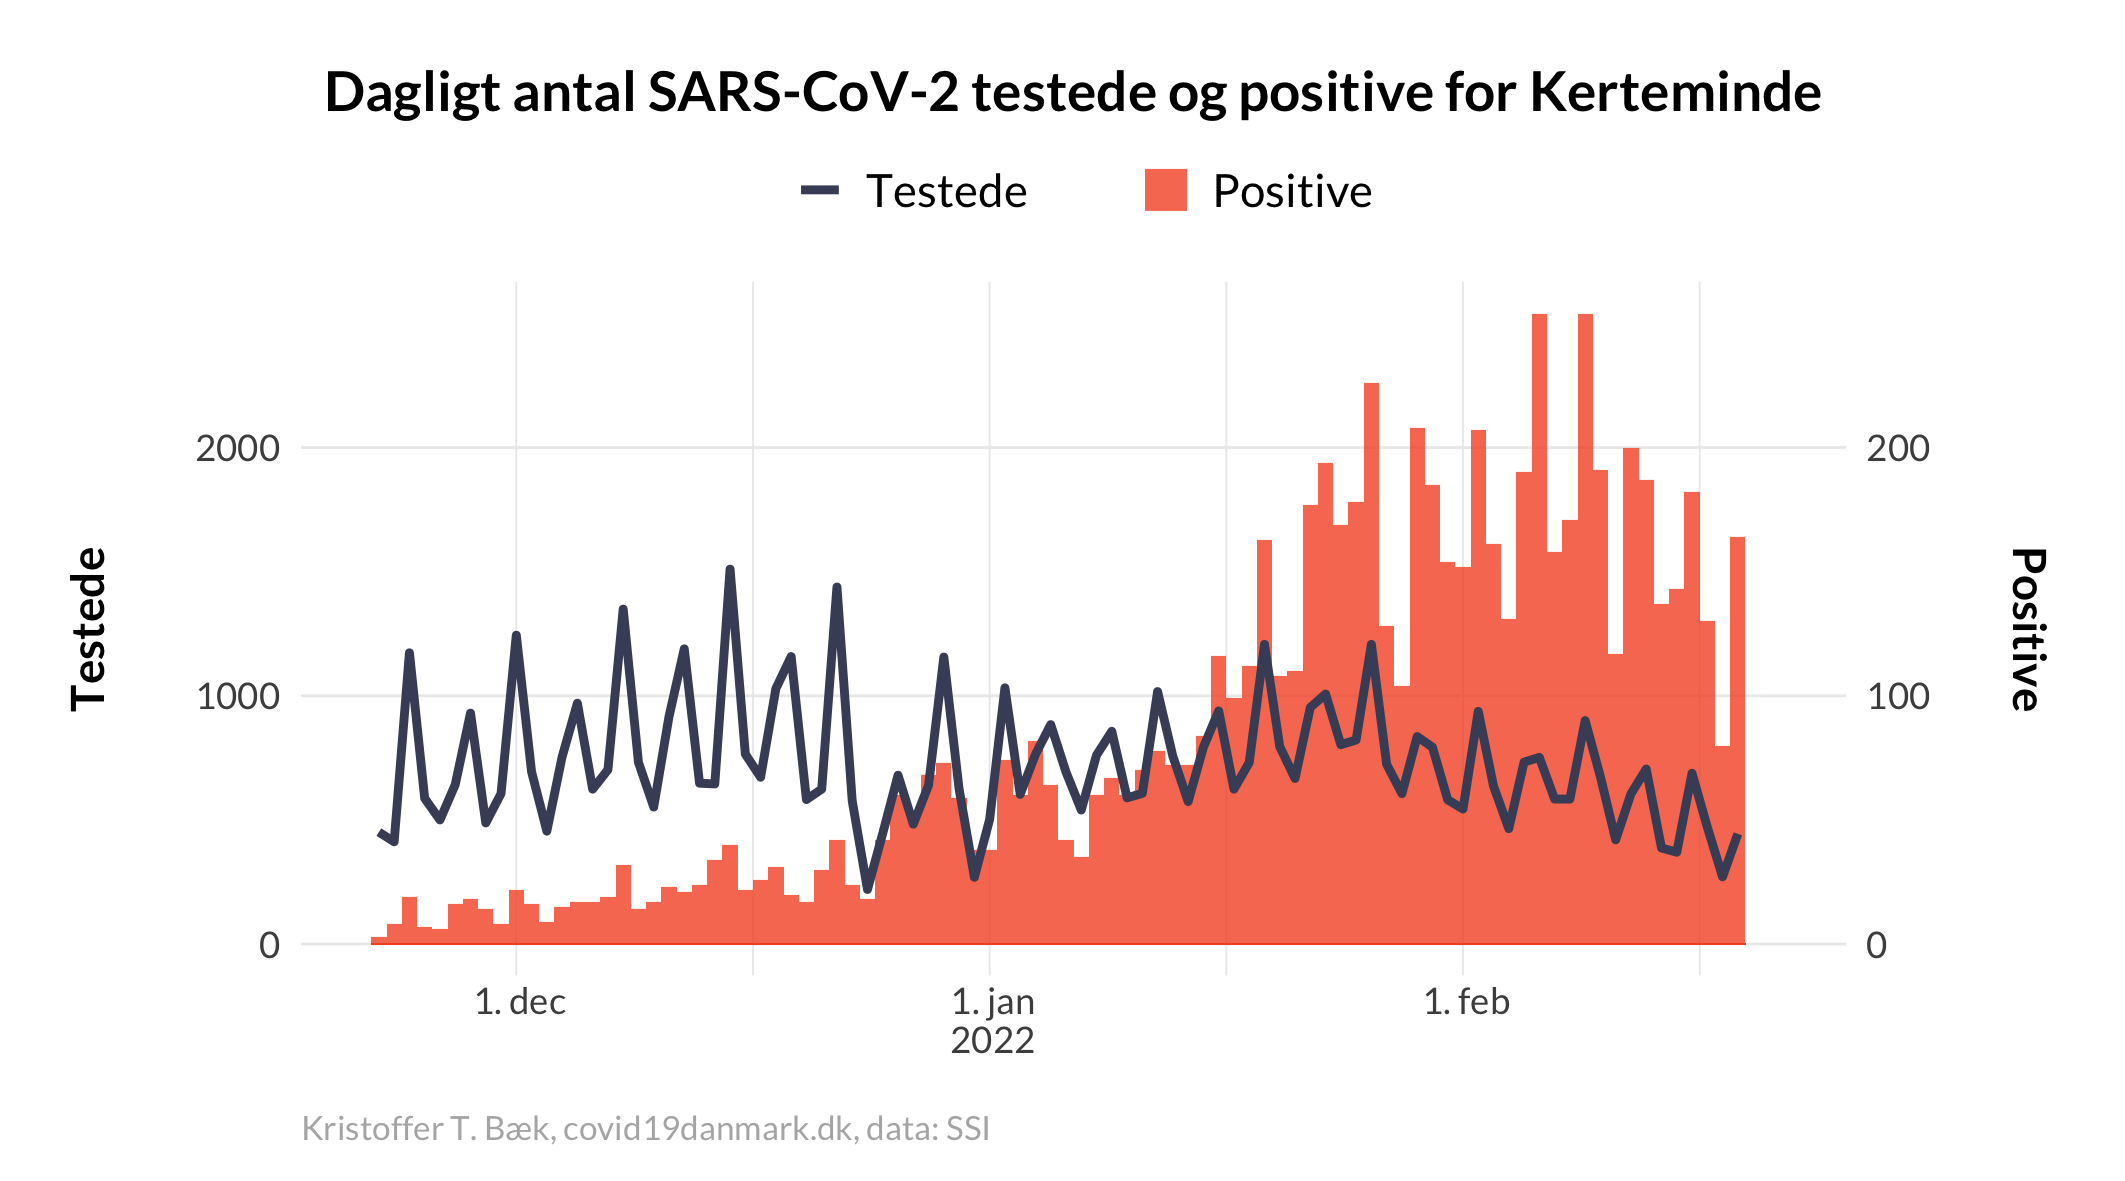 Dagligt antal SARS-CoV-2 testede og positive for Kerteminde
Testede
Positive
Testede
2000
1000
0
200
100
0
Positive
1. dec
1. jan
2022
1. feb
Kristoffer T. Bæk, covid19danmark.dk, data: SSI